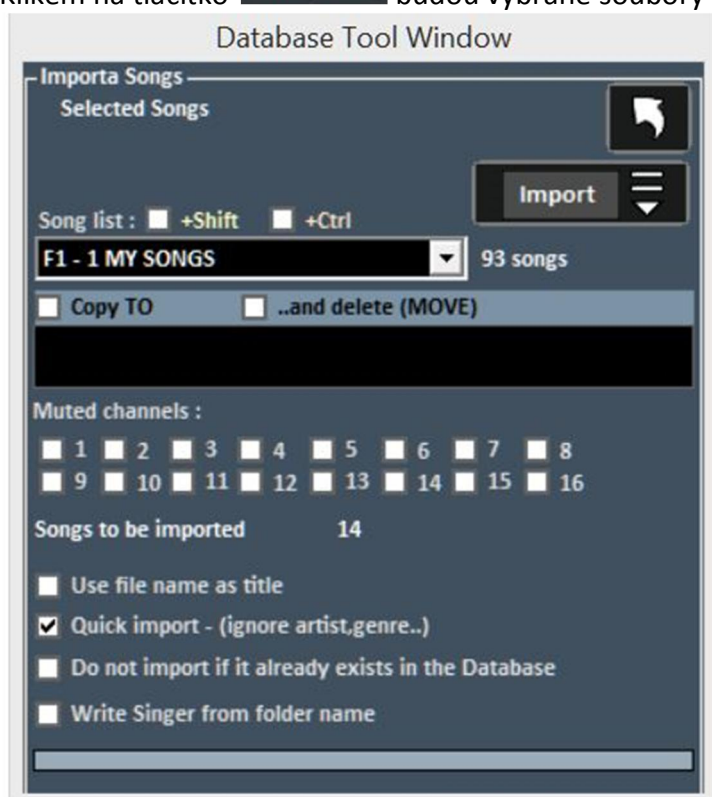 Klikem na tlačítko budou vybrané soubory
Database Tool Window
Importa Songs
Selected Songs
Import
Song list : +Shift +Ctrl
F1 - 1 MY SONGS 93 songs
Copy TO ..and delete (MOVE)
Muted channels :
1 2 3 4 5 6 7 8
9 10 11 12 13 14 15 16
Songs to be imported 14
Use file name as title
Quick import - (ignore artist,genre..)
Do not import if it already exists in the Database
Write Singer from folder name